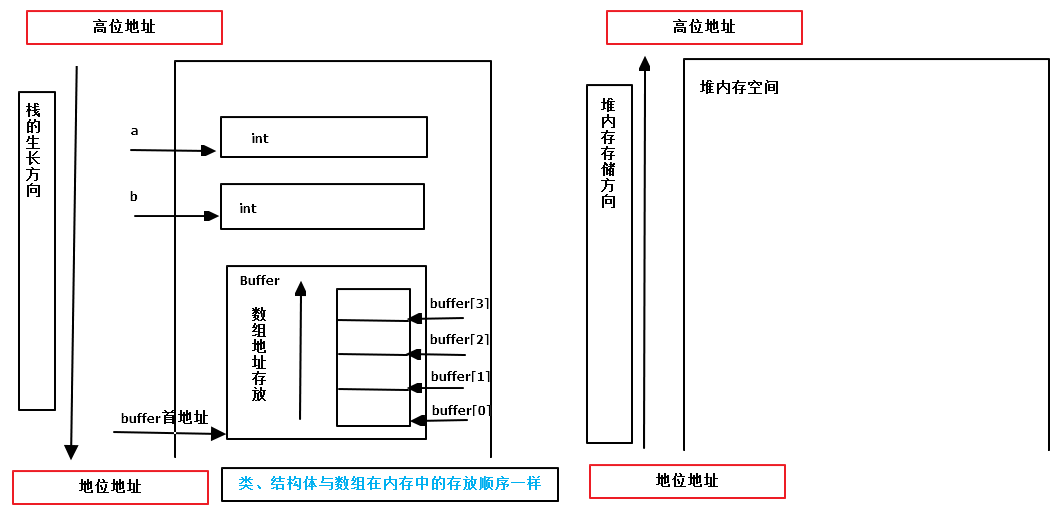 高位地址
栈的生长方向
a
int
b
int
Buffer
数组地址存放
buffer[3]
buffer[2]
buffer[1]
buffer[0]
buffer首地址
地位地址
类、结构体与数组在内存中的存放顺序一样
高位地址
堆内存存储方向
堆内存空间
地位地址